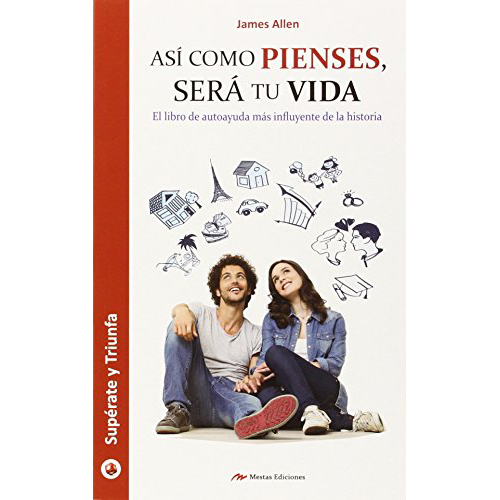 James Allen
ASÍ COMO PIENSES,
SERÁ TU VIDA
El libro de autoayuda más influyente de la historia
Supérate y Triunfa
Mestas Ediciones